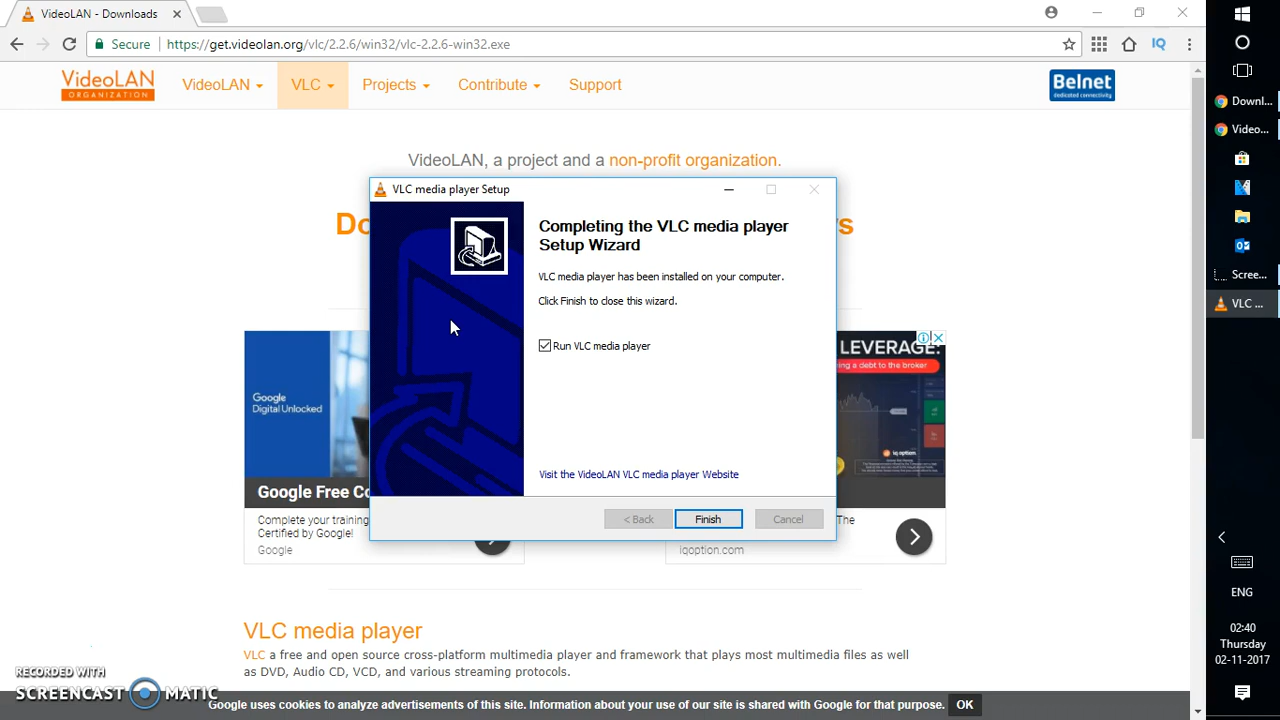 VideoLAN - Downloads
Secure
https://get.videolan.org/vlc/2.2.6/win32/vlc-2.2.6-win32.exe
IQ
VideoLAN
ORGANIZATION
VideoLAN
VLC
Projects
Contribute
Support
Belnet
dedicated connectivity
VideoLAN, a project and a non-profit organization.
VLC media player Setup
Completing the VLC media player
Setup Wizard
VLC media player has been installed on your computer.
Click Finish to close this wizard.
Run VLC media player
Visit the VideoLAN VLC media player Website
< Back
Finish
Cancel
Google
Digital Unlocked
Google Free
Complete your training
Certified by Google!
Google
LEVERAGE:
ing a debt to the broker
iq option
The
iqoption.com
VLC media player
VLC a free and open source cross-platform multimedia player and framework that plays most multimedia files as well
as DVD, Audio CD, VCD, and various streaming protocols.
Google uses cookies to analyze advertisements of this site. Information about your use of our site is shared with Google for that purpose.
OK
RECORDED WITH
SCREENCAST MATIC
Downl...
Video...
Scree...
VLC ...
ENG
02:40
Thursday
02-11-2017